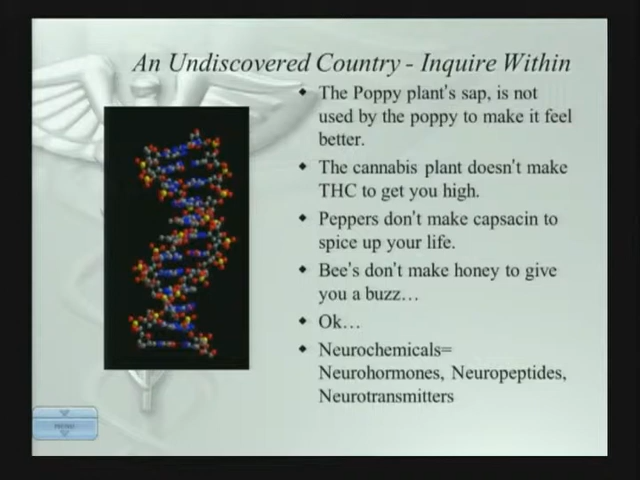 An Undiscovered Country - Inquire Within
The Poppy plant's sap, is not
used by the poppy to make it feel
better.
The cannabis plant doesn't make
THC to get you high.
Peppers don't make capsacin to
spice up your life.
Bee's don't make honey to give
you a buzz…
Ok…
Neurochemicals=
Neurohormones, Neuropeptides,
Neurotransmitters